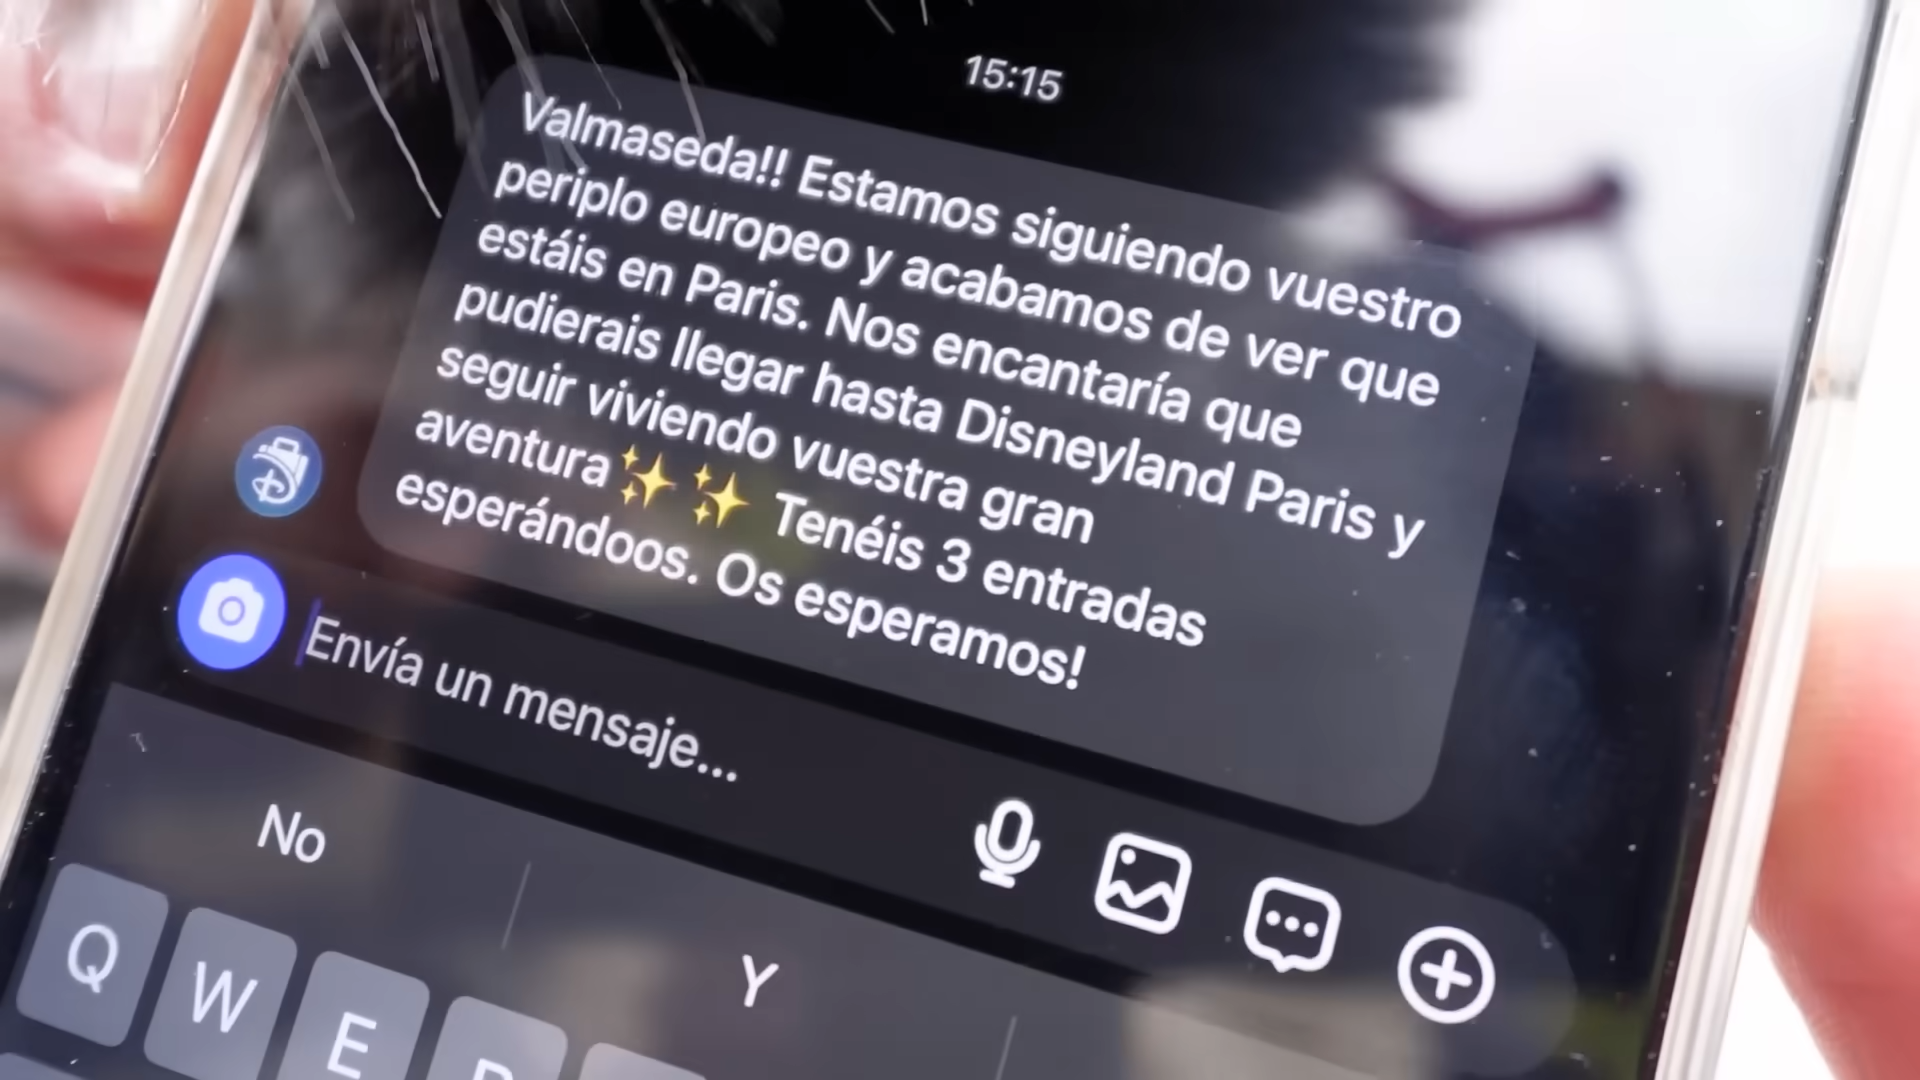 15:15
Valmaseda!! Estamos siguiendo vuestro
periplo europeo y acabamos de ver que
estáis en Paris. Nos encantaría que
pudierais llegar hasta Disneyland Paris y
seguir viviendo vuestra gran
aventura✨ ✨ Tenéis 3 entradas
esperándoos. Os esperamos!
Envía un mensaje...
No
Y
Q W E